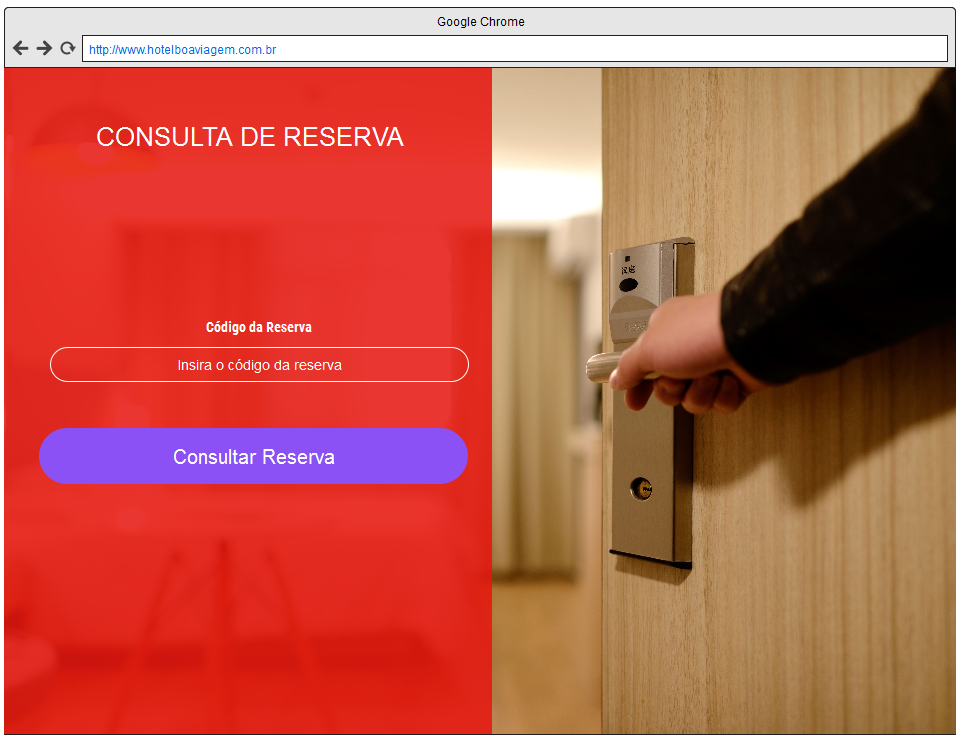 Google Chrome
http://www.hotelboaviagem.com.br
CONSULTA DE RESERVA
Código da Reserva
Insira o código da reserva
Consultar Reserva